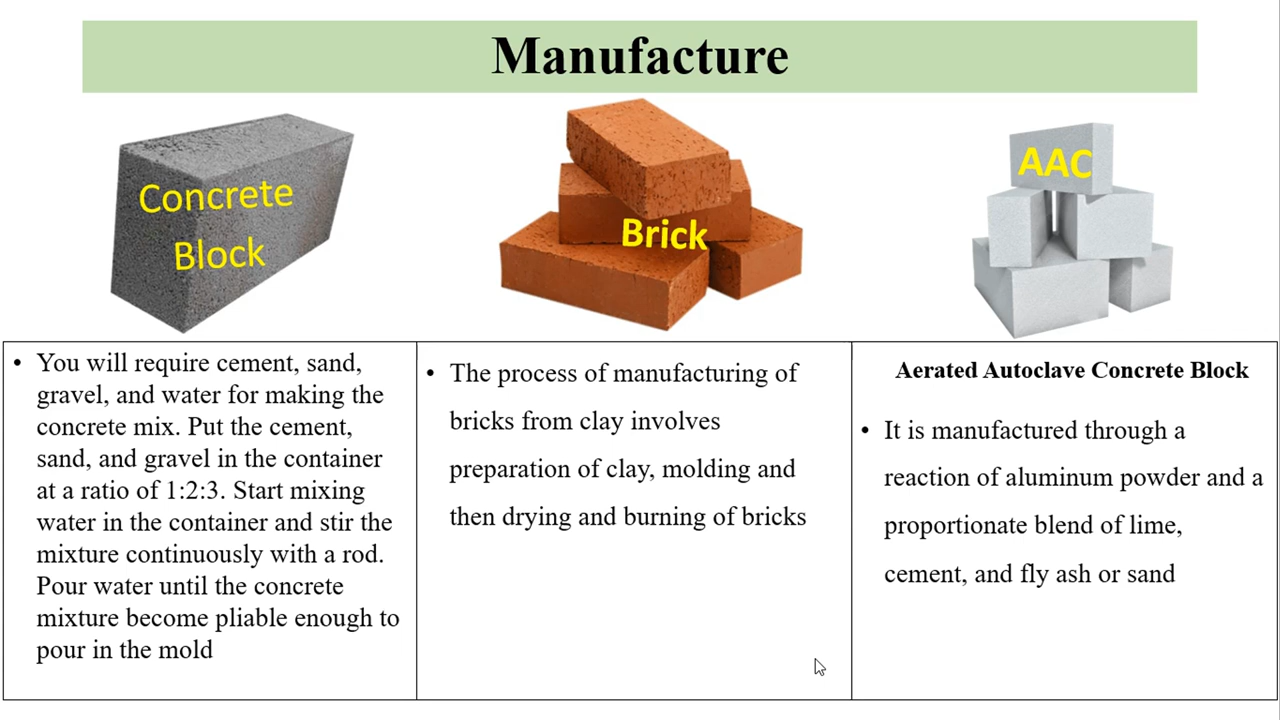 Manufacture
Concrete
Block
Brick
AAC
• You will require cement, sand,
gravel, and water for making the
concrete mix. Put the cement,
sand, and gravel in the container
at a ratio of 1:2:3. Start mixing
water in the container and stir the
mixture continuously with a rod.
Pour water until the concrete
mixture become pliable enough to
pour in the mold
• The process of manufacturing of
bricks from clay involves
preparation of clay, molding and
then drying and burning of bricks
Aerated Autoclave Concrete Block
• It is manufactured through a
reaction of aluminum powder and a
proportionate blend of lime,
cement, and fly ash or sand